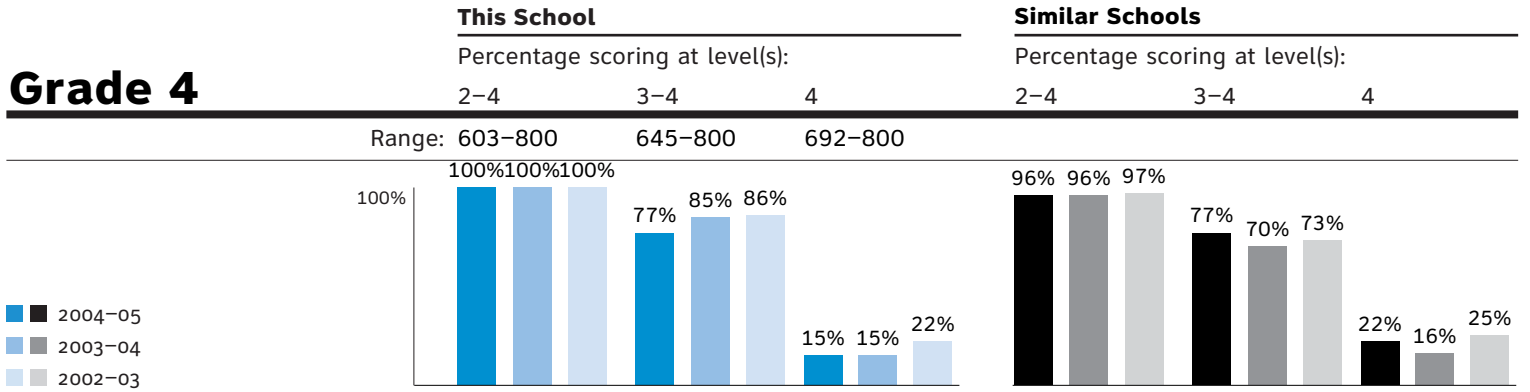 This School Similar Schools
Percentage scoring at level(s): Percentage scoring at level(s):
Grade 4
2–4 3–4 4 2–4 3–4 4
Range: 603–800 645–800 692–800
100% 100% 100% 96% 96% 97%
100%
77% 85% 86% 77% 70% 73%
15% 15% 22% 22% 16% 25%
2004–05
2003–04
2002–03